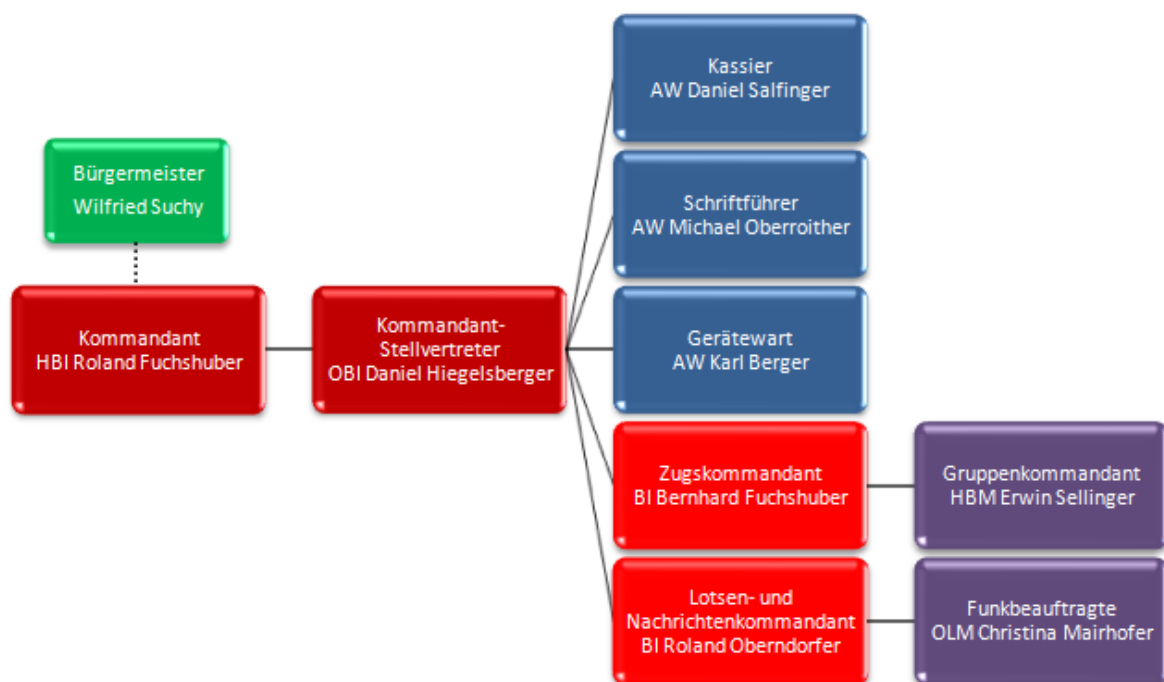 Kassier
AW Daniel Salfinger
Bürgermeister
Wilfried Suchy
Schriftführer
AW Michael Oberroither
Kommandant
HBI Roland Fuchshuber
Kommandant-
Stellvertreter
OBI Daniel Hiegelsberger
Gerätewart
AW Karl Berger
Zugskommandant
BI Bernhard Fuchshuber
Gruppenkommandant
HBM Erwin Sellinger
Lotsen- und
Nachrichtenkommandant
BI Roland Oberndorfer
Funkbeauftragte
OLM Christina Mairhofer